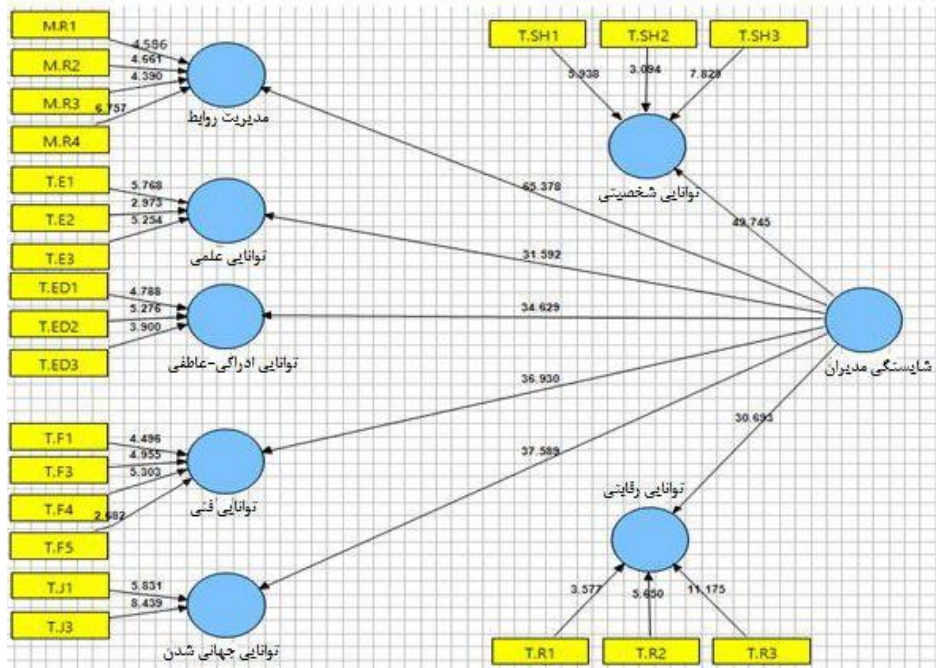 M.R1
M.R2
M.R3
M.R4
4.586
4.661
4.390
6.757
مدیریت روابط
T.SH1
T.SH2
T.SH3
5.938
3.094
7.829
توانایی شخصیتی
T.E1
T.E2
T.E3
5.768
2.973
5.254
توانایی علمی
T.ED1
T.ED2
T.ED3
4.788
5.276
3.900
توانایی ادراکی-عاطفی
65.378
49.745
31.592
34.629
36.930
37.589
30.693
شایستگی مدیران
T.F1
T.F3
T.F4
T.F5
4.496
4.955
5.303
2.682
توانایی فنی
T.J1
T.J3
5.831
8.439
توانایی جهانی شدن
توانایی رقابتی
3.577
5.650
11.175
T.R1
T.R2
T.R3